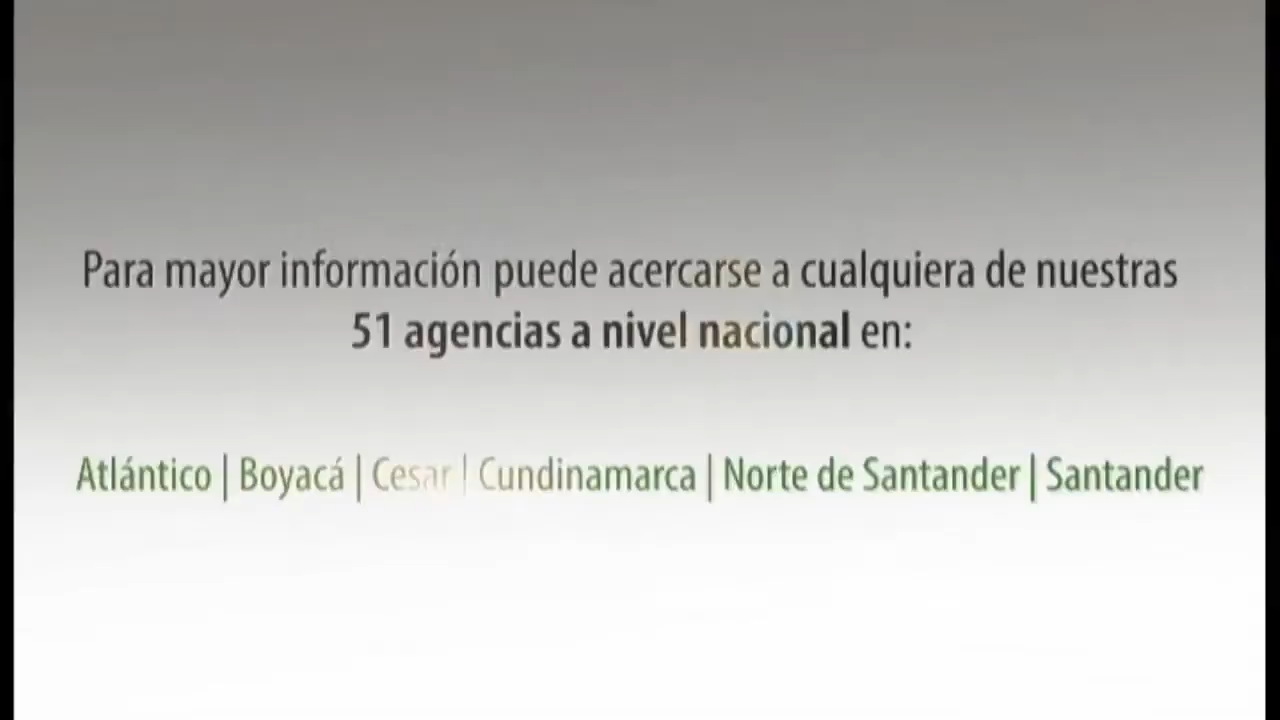 Para mayor información puede acercarse a cualquiera de nuestras
51 agencias a nivel nacional en:
Atlántico | Boyacá | Cesar | Cundinamarca | Norte de Santander | Santander